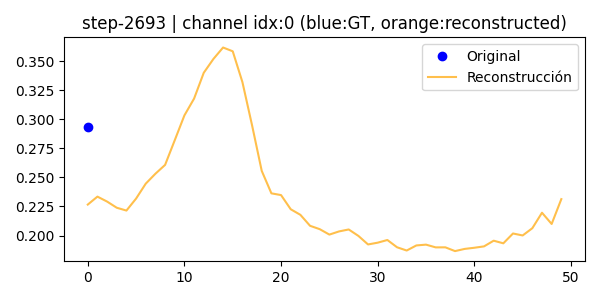 step-2693 | channel idx:0 (blue:GT, orange:reconstructed)
Original
Reconstrucción
0.350
0.325
0.300
0.275
0.250
0.225
0.200
0 10 20 30 40 50